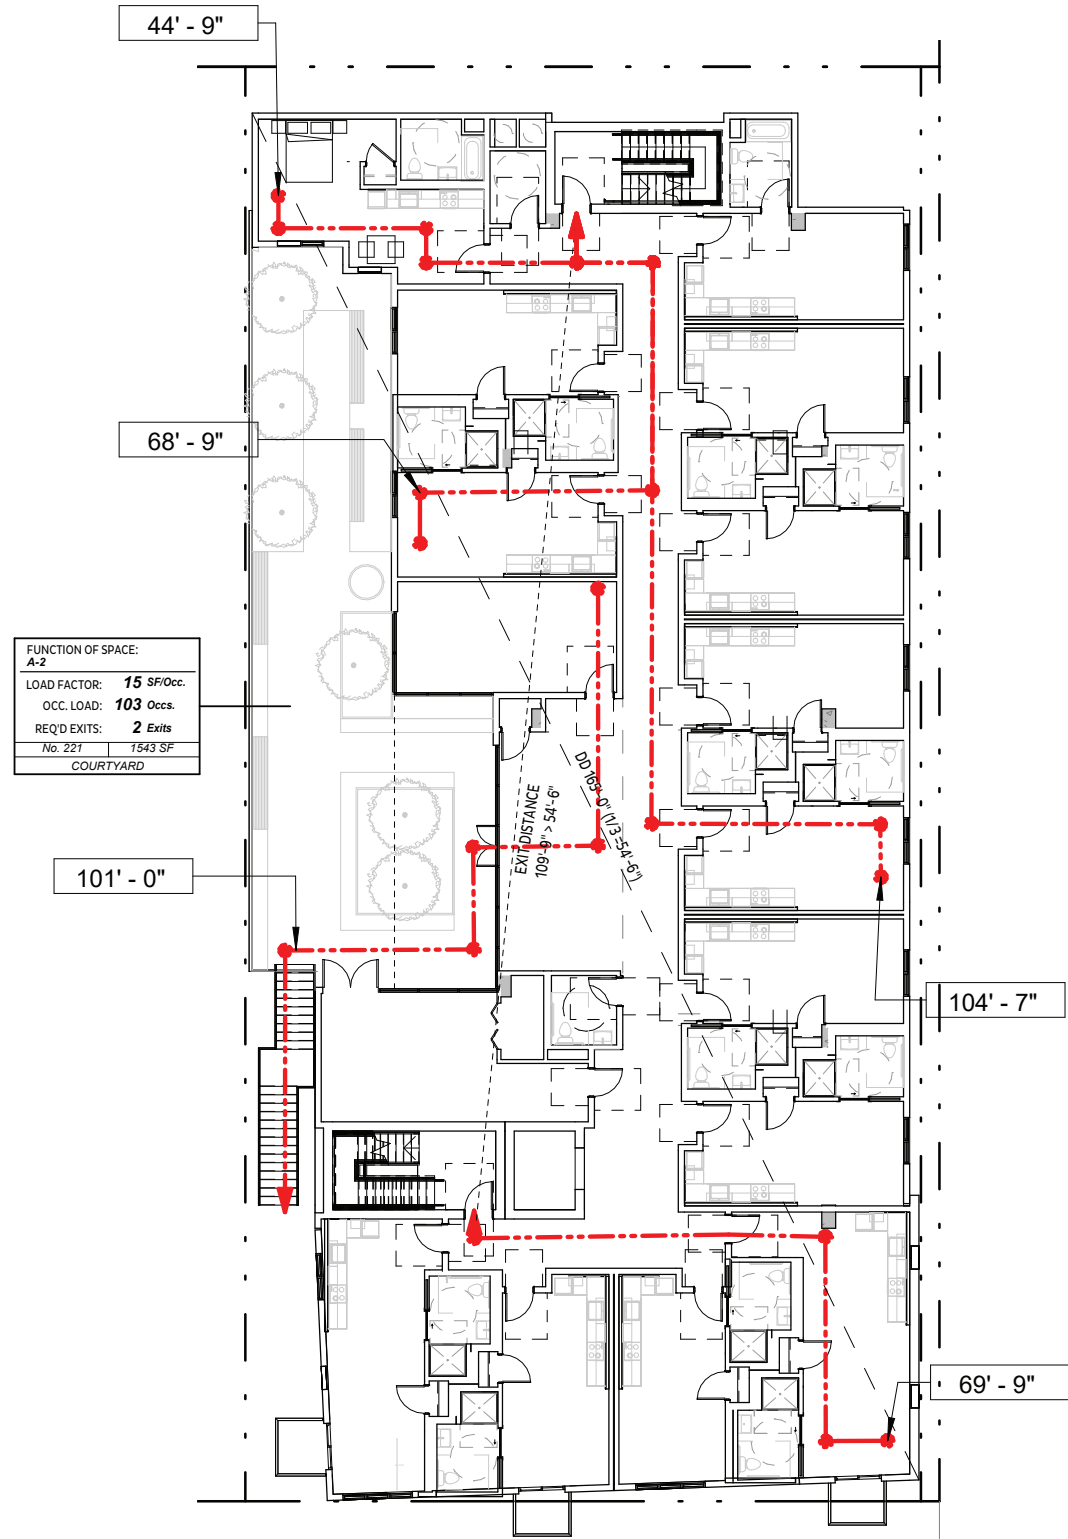 44' - 9"
68' - 9"
FUNCTION OF SPACE:
A-2
LOAD FACTOR: 15 SF/Occ.
OCC. LOAD: 103 Occs.
REQ'D EXITS: 2 Exits
No. 221 1543 SF
COURTYARD
EXIT DISTANCE
109'-9" > 54'-6"
DD 165'-0" (1/3 =54'-6")
101' - 0"
104' - 7"
69' - 9"